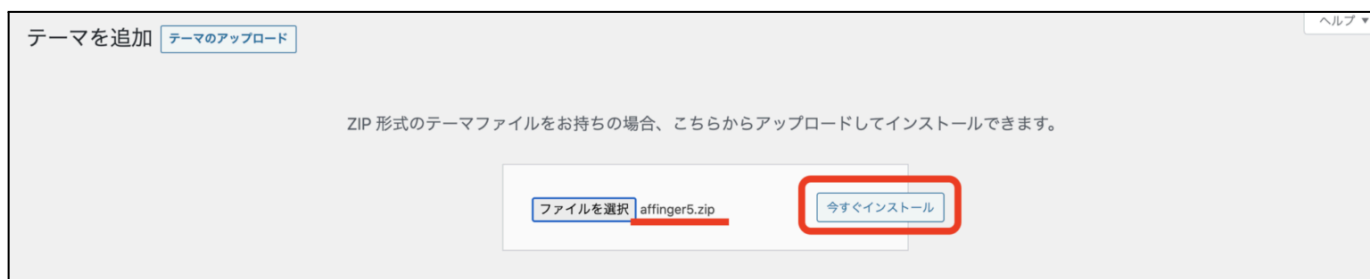 ヘルプ ▼
テーマを追加 テーマのアップロード
ZIP 形式のテーマファイルをお持ちの場合、こちらからアップロードしてインストールできます。
ファイルを選択 affinger5.zip 今すぐインストール